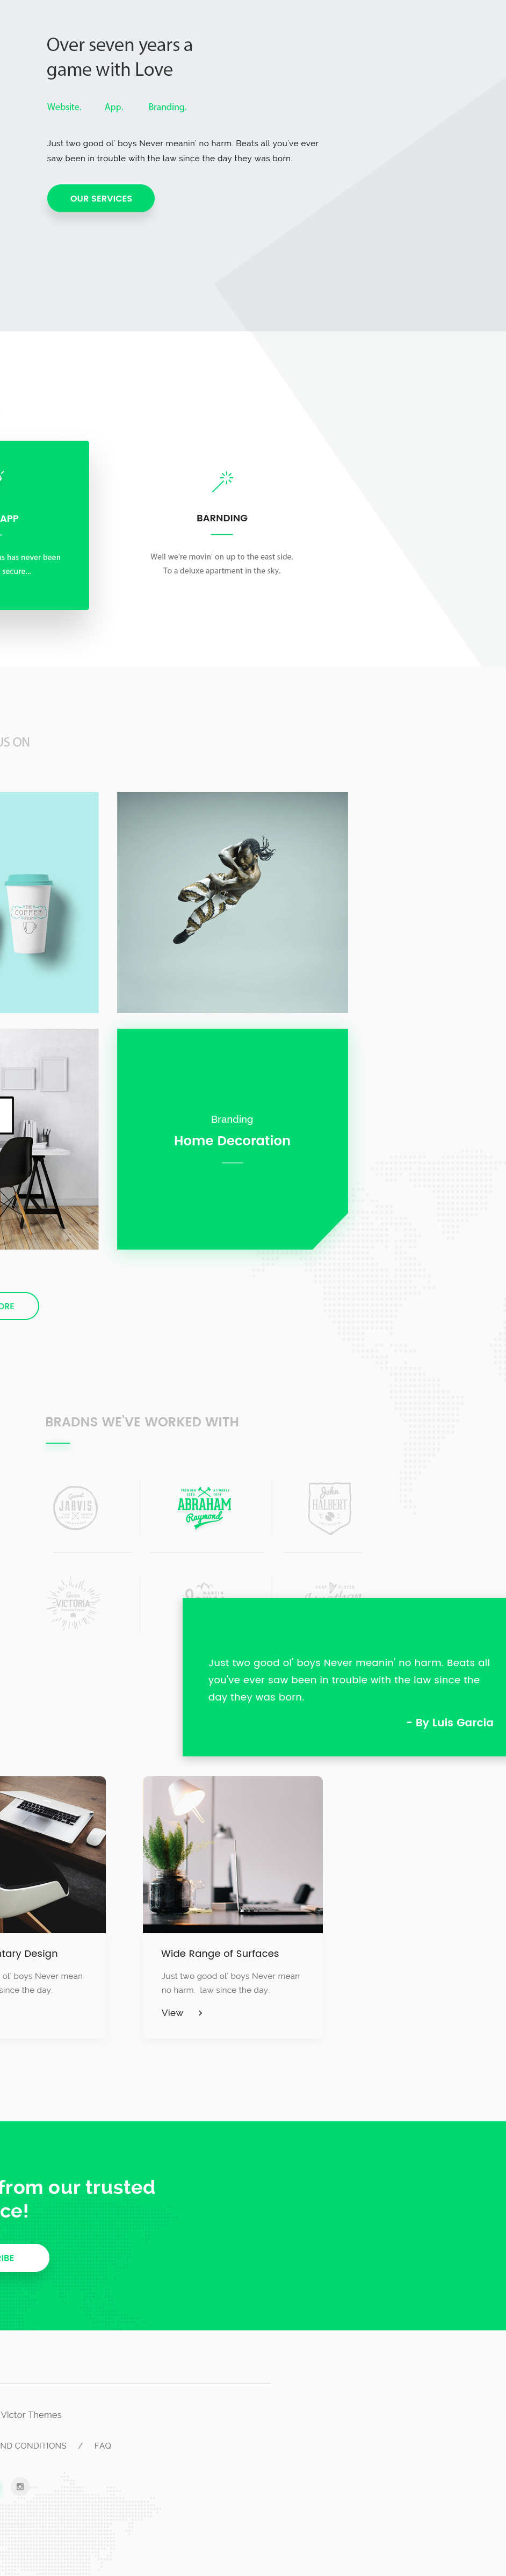 Over seven years a
game with Love
Website. App. Branding.
Just two good ol' boys Never meanin' no harm. Beats all you've ever
saw been in trouble with the law since the day they was born.
OUR SERVICES
APP
BARNDING
has never been
secure...
Well we're movin' on up to the east side.
To a deluxe apartment in the sky.
US ON
COFFEE
Branding
Home Decoration
ORE
BRADNS WE'VE WORKED WITH
JARVIS
ABRAHAM
Raymond
John
HALBERT
VICTORIA
Just two good ol' boys Never meanin' no harm. Beats all
you've ever saw been in trouble with the law since the
day they was born.
- By Luis Garcia
tary Design
Wide Range of Surfaces
ol' boys Never mean
since the day.
Just two good ol' boys Never mean
no harm. law since the day.
View
from our trusted
ce!
IBE
Victor Themes
ND CONDITIONS / FAQ